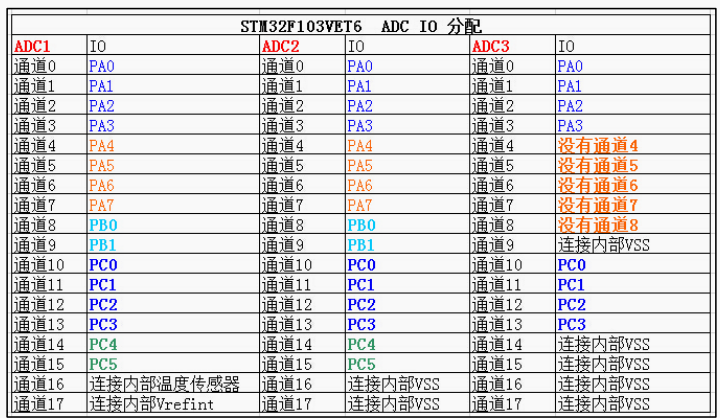 STM32F103VET6 ADC IO 分配
ADC1 IO ADC2 IO ADC3 IO
通道0 PA0 通道0 PA0 通道0 PA0
通道1 PA1 通道1 PA1 通道1 PA1
通道2 PA2 通道2 PA2 通道2 PA2
通道3 PA3 通道3 PA3 通道3 PA3
通道4 PA4 通道4 PA4 通道4 没有通道4
通道5 PA5 通道5 PA5 通道5 没有通道5
通道6 PA6 通道6 PA6 通道6 没有通道6
通道7 PA7 通道7 PA7 通道7 没有通道7
通道8 PB0 通道8 PB0 通道8 没有通道8
通道9 PB1 通道9 PB1 通道9 连接内部VSS
通道10 PC0 通道10 PC0 通道10 PC0
通道11 PC1 通道11 PC1 通道11 PC1
通道12 PC2 通道12 PC2 通道12 PC2
通道13 PC3 通道13 PC3 通道13 PC3
通道14 PC4 通道14 PC4 通道14 连接内部VSS
通道15 PC5 通道15 PC5 通道15 连接内部VSS
通道16 连接内部温度传感器 通道16 连接内部VSS 通道16 连接内部VSS
通道17 连接内部Vrefint 通道17 连接内部VSS 通道17 连接内部VSS